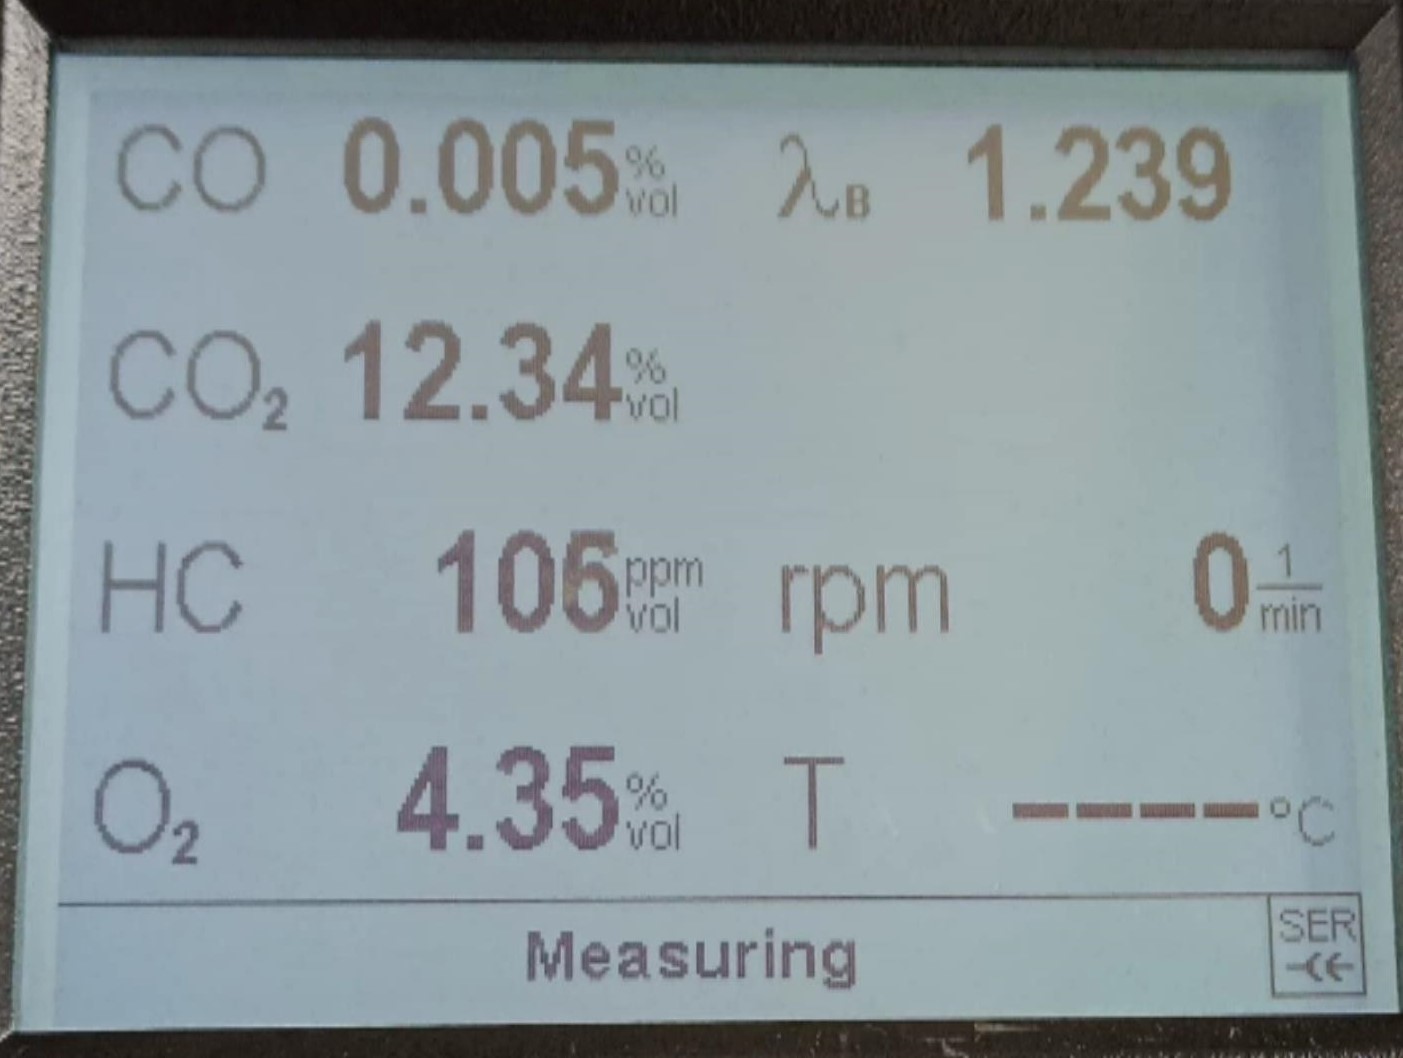 CO 0.005 % vol λB 1.239
CO2 12.34 % vol
HC 106 ppm vol rpm 0 1/min
O2 4.35 % vol T ---- °C
Measuring SER